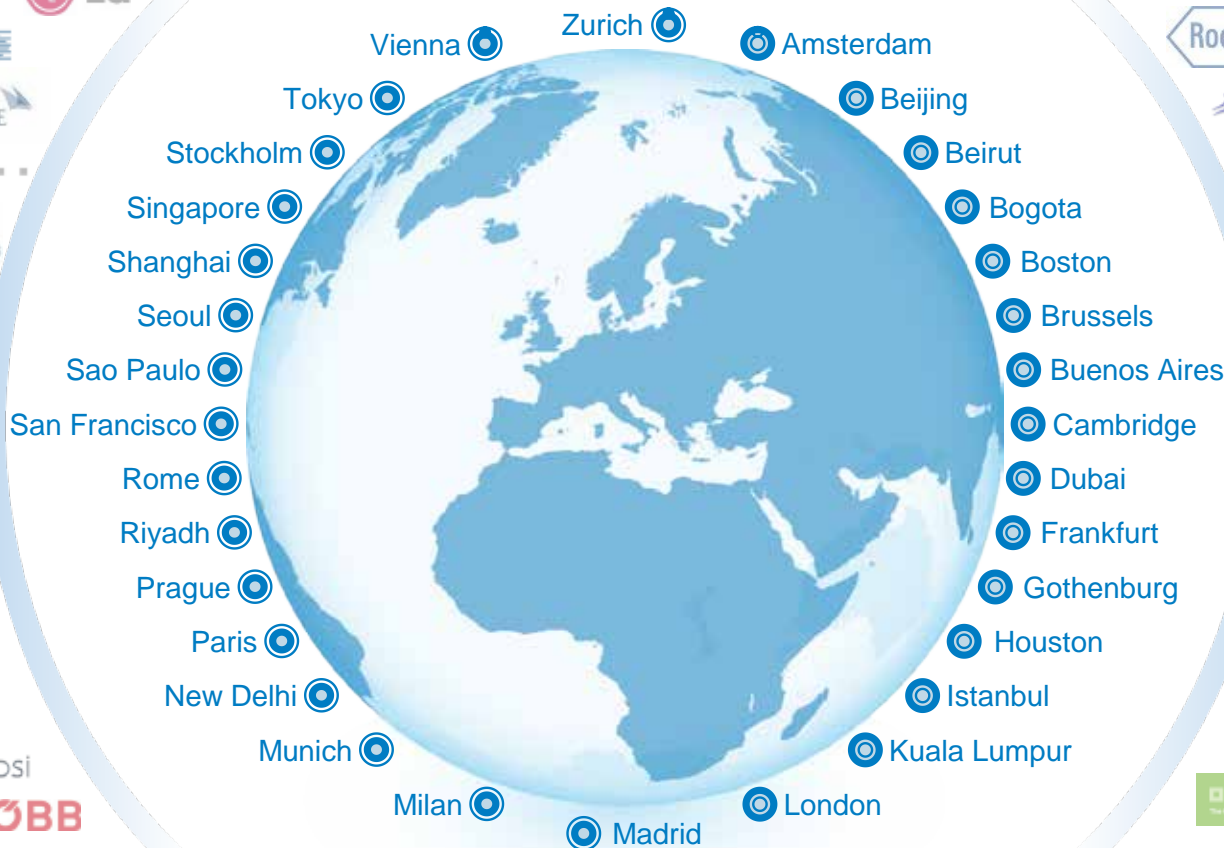 Zurich
Amsterdam
Beijing
Beirut
Bogota
Boston
Brussels
Buenos Aires
Cambridge
Dubai
Frankfurt
Gothenburg
Houston
Istanbul
Kuala Lumpur
London
Madrid
Milan
Munich
New Delhi
Paris
Prague
Riyadh
Rome
San Francisco
Sao Paulo
Seoul
Shanghai
Singapore
Stockholm
Tokyo
Vienna
ÖBB